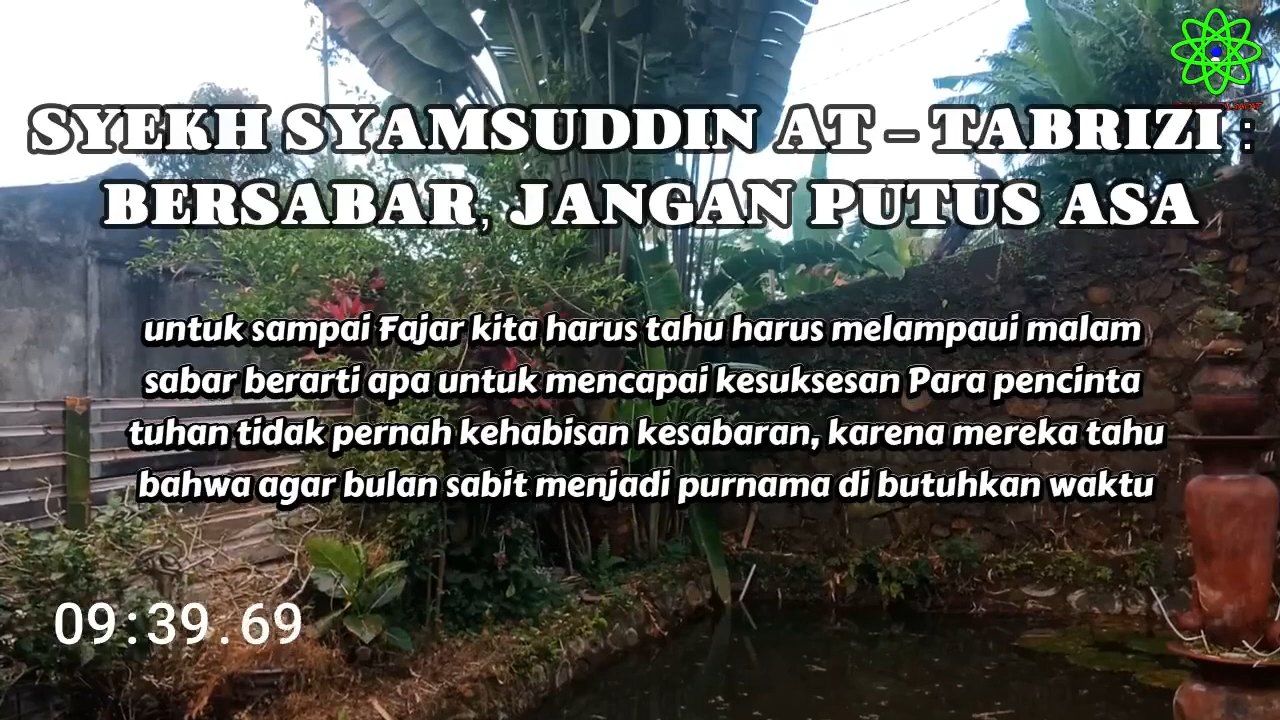 SYEKH SYAMSUDDIN AT – TABRIZI :
BERSABAR, JANGAN PUTUS ASA
untuk sampai Fajar kita harus tahu harus melampaui malam
sabar berarti apa untuk mencapai kesuksesan Para pencinta
tuhan tidak pernah kehabisan kesabaran, karena mereka tahu
bahwa agar bulan sabit menjadi purnama di butuhkan waktu
09:39.69